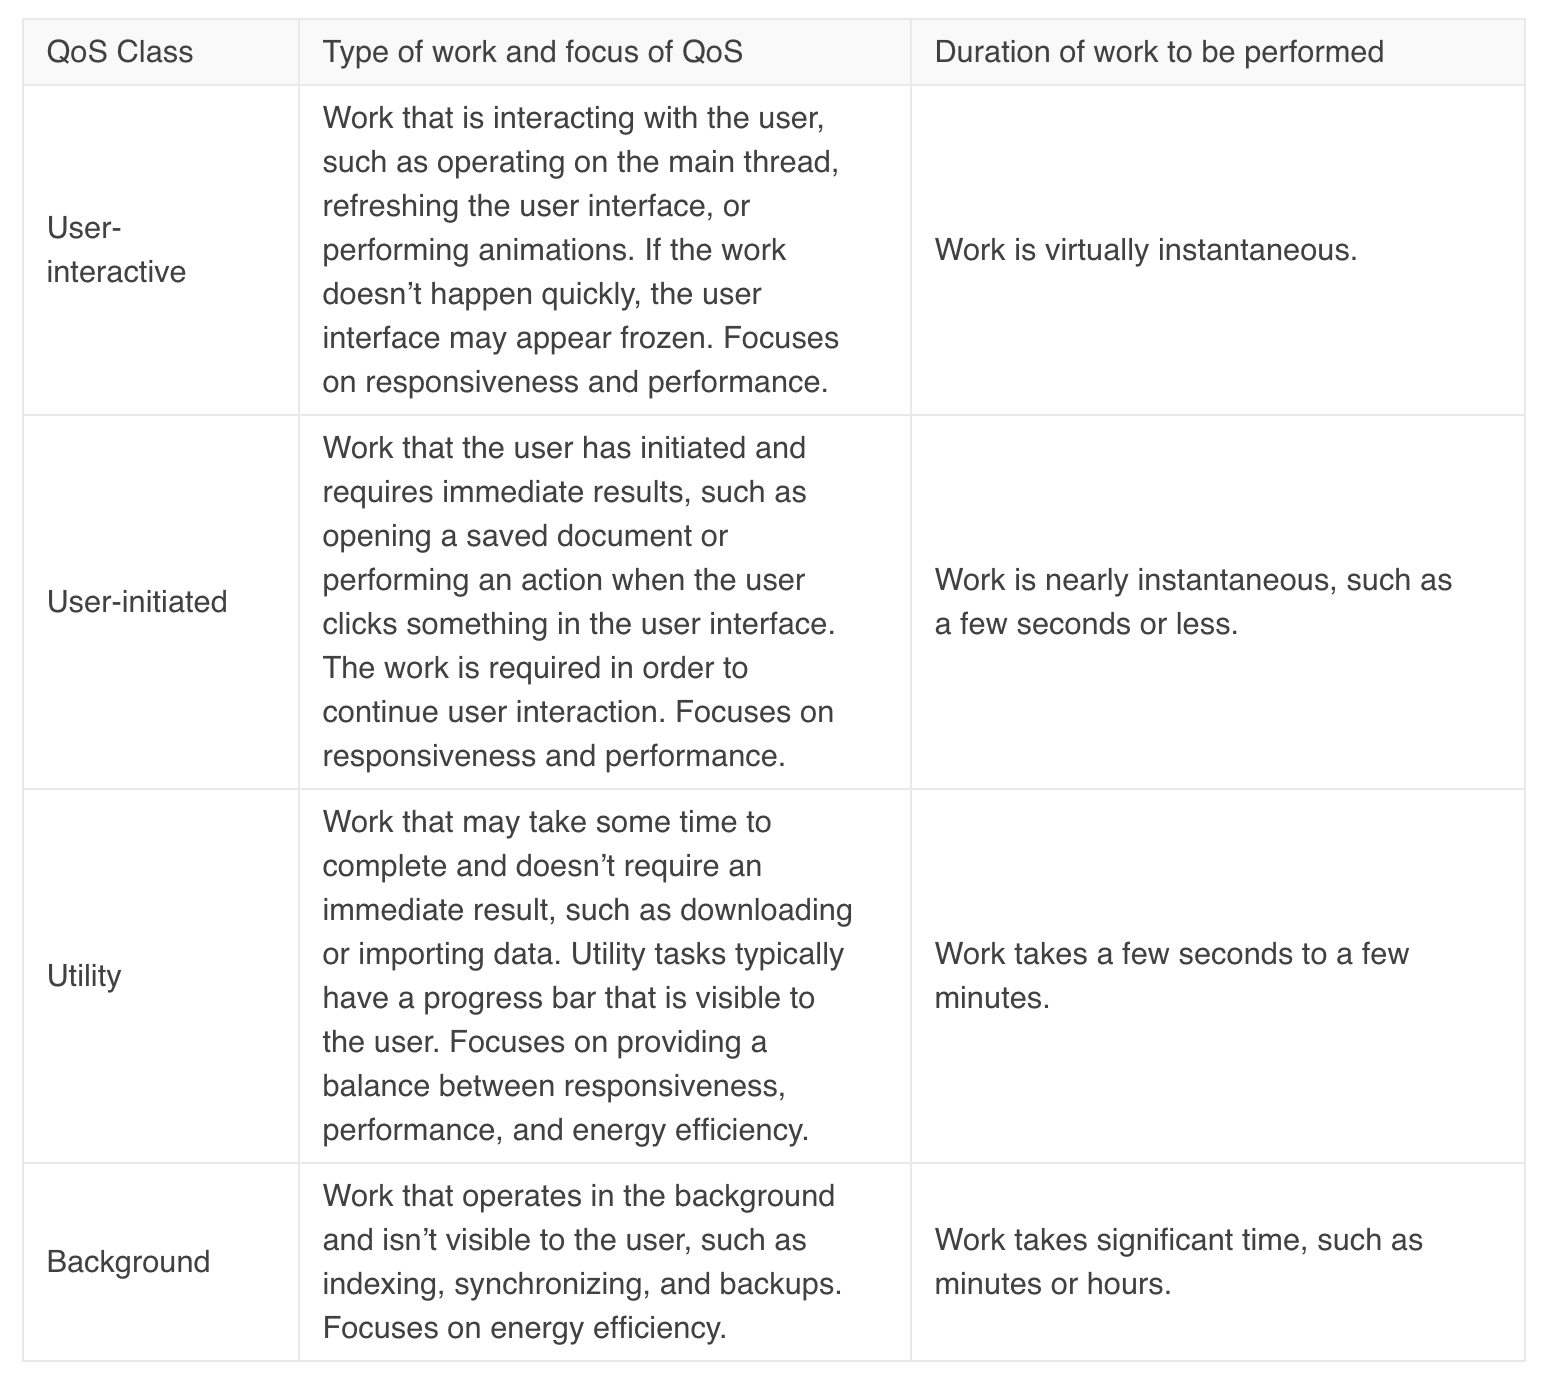 QoS Class
Type of work and focus of QoS
Duration of work to be performed
User-
interactive
Work that is interacting with the user,
such as operating on the main thread,
refreshing the user interface, or
performing animations. If the work
doesn’t happen quickly, the user
interface may appear frozen. Focuses
on responsiveness and performance.
Work is virtually instantaneous.
User-initiated
Work that the user has initiated and
requires immediate results, such as
opening a saved document or
performing an action when the user
clicks something in the user interface.
The work is required in order to
continue user interaction. Focuses on
responsiveness and performance.
Work is nearly instantaneous, such as
a few seconds or less.
Utility
Work that may take some time to
complete and doesn’t require an
immediate result, such as downloading
or importing data. Utility tasks typically
have a progress bar that is visible to
the user. Focuses on providing a
balance between responsiveness,
performance, and energy efficiency.
Work takes a few seconds to a few
minutes.
Background
Work that operates in the background
and isn’t visible to the user, such as
indexing, synchronizing, and backups.
Focuses on energy efficiency.
Work takes significant time, such as
minutes or hours.